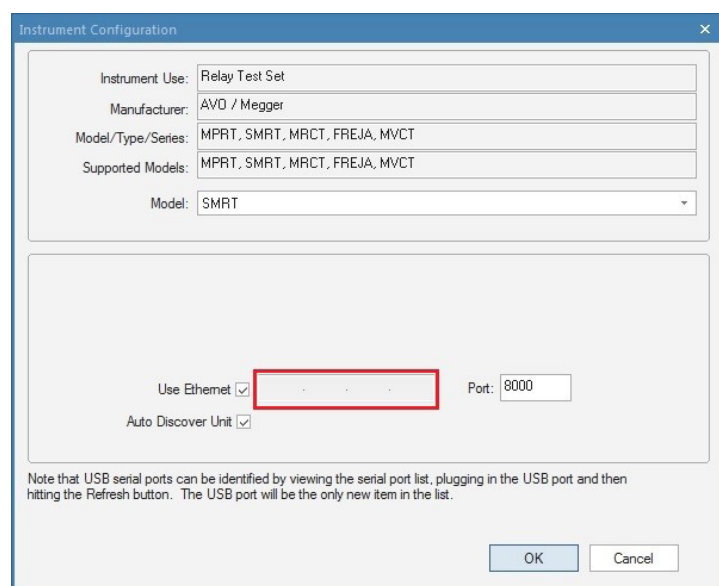 Instrument Configuration
Instrument Use: Relay Test Set
Manufacturer: AVO / Megger
Model/Type/Series: MPRT, SMRT, MRCT, FREJA, MVCT
Supported Models: MPRT, SMRT, MRCT, FREJA, MVCT
Model: SMRT
Use Ethernet . . . Port: 8000
Auto Discover Unit
Note that USB serial ports can be identified by viewing the serial port list, plugging in the USB port and then
hitting the Refresh button. The USB port will be the only new item in the list.
OK Cancel